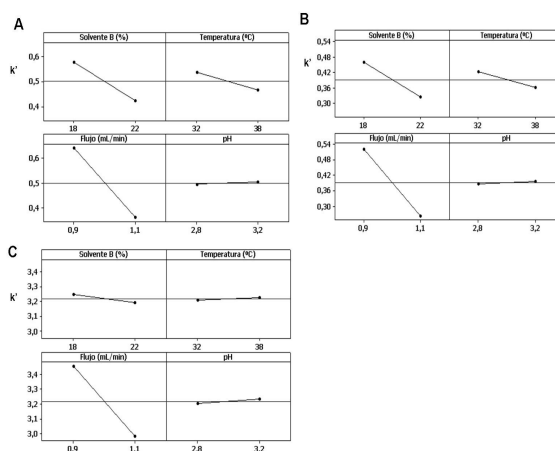 A
Solvente B (%) Temperatura (ºC)
k'
0,6
0,5
0,4
18 22 32 38
Flujo (mL/min) pH
0,6
0,5
0,4
0,9 1,1 2,8 3,2
B
Solvente B (%) Temperatura (ºC)
k'
0,54
0,48
0,42
0,36
0,30
18 22 32 38
Flujo (mL/min) pH
0,54
0,48
0,42
0,36
0,30
0,9 1,1 2,8 3,2
C
Solvente B (%) Temperatura (ºC)
k'
3,4
3,3
3,2
3,1
3,0
18 22 32 38
Flujo (mL/min) pH
3,4
3,3
3,2
3,1
3,0
0,9 1,1 2,8 3,2